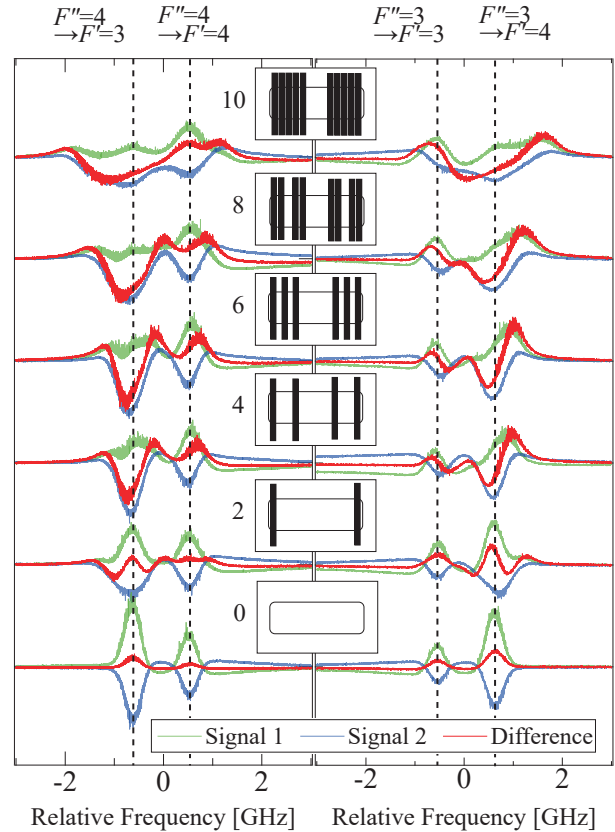 F''=4
→F'=3
F''=4
→F'=4
F''=3
→F'=3
F''=3
→F'=4
10
8
6
4
2
0
Signal 1 Signal 2 Difference
-2 0 2 -2 0 2
Relative Frequency [GHz] Relative Frequency [GHz]